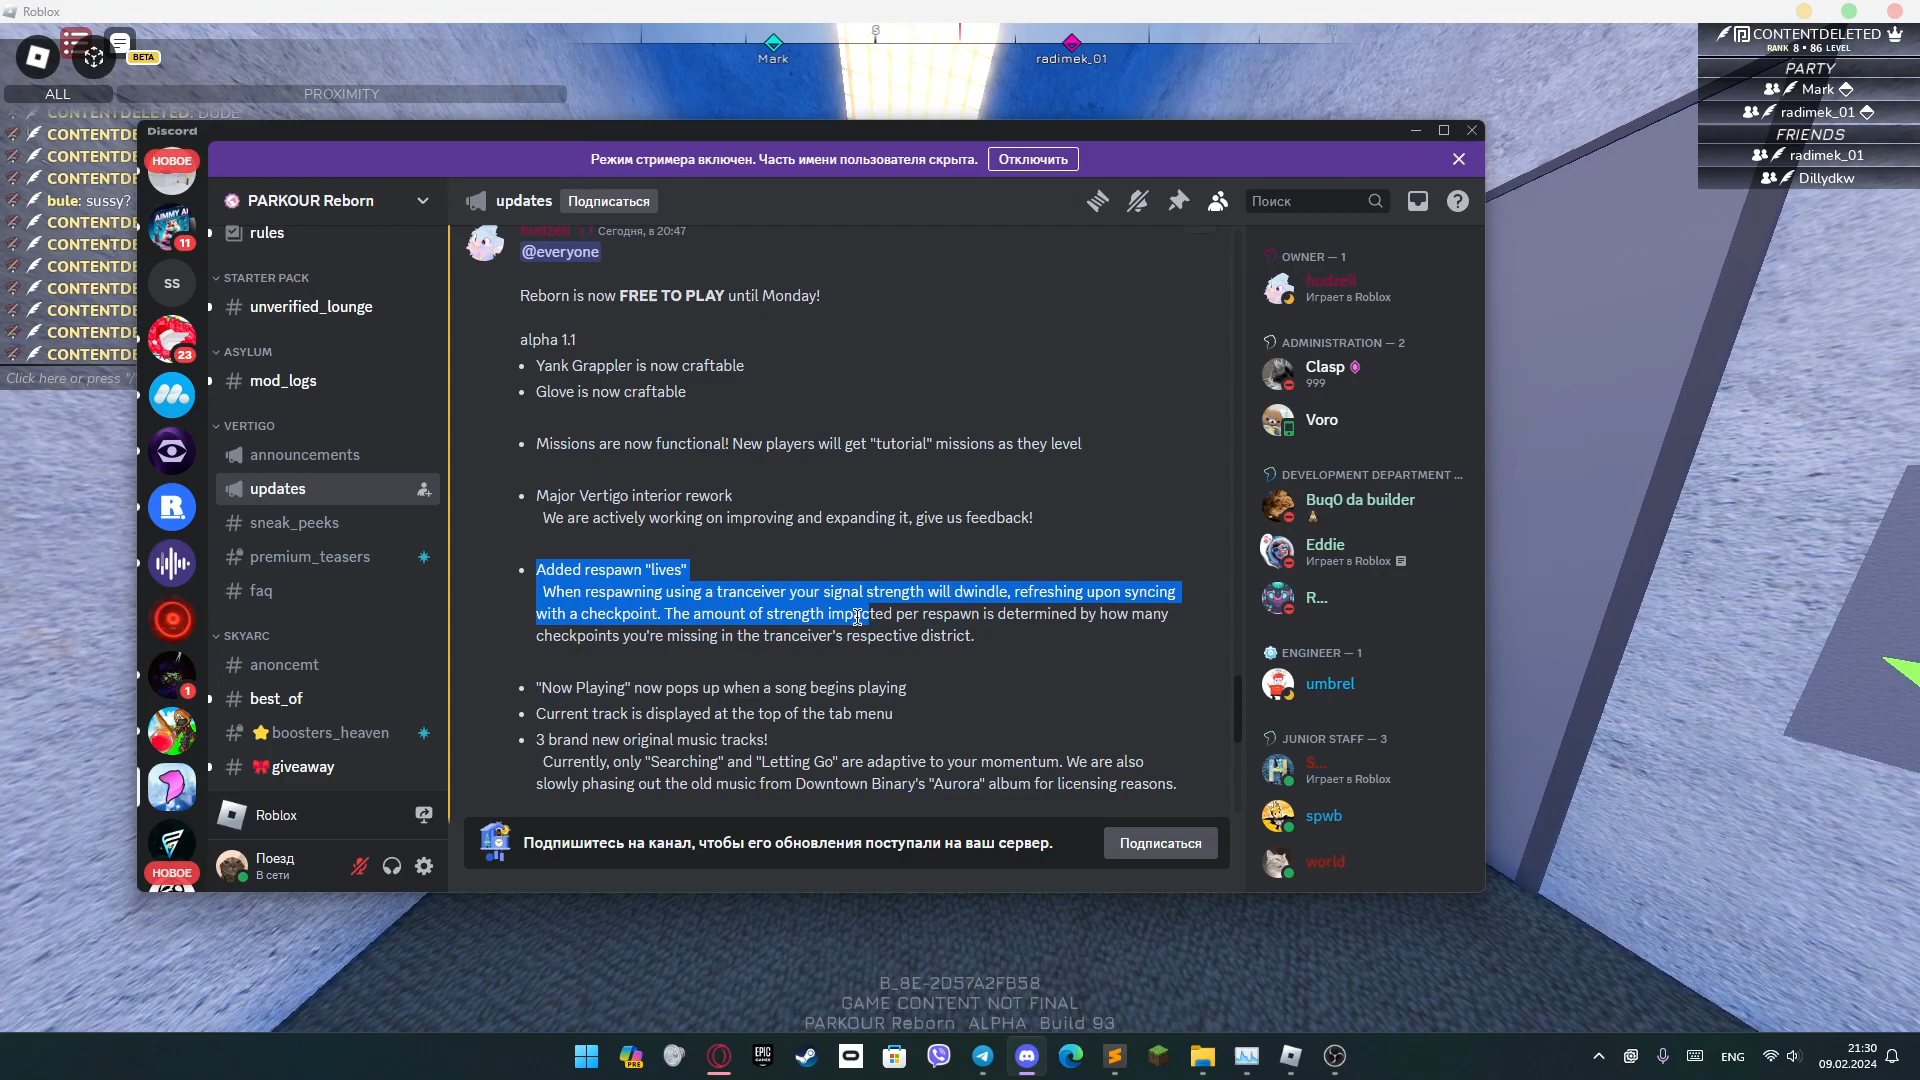 Roblox
BETA
ALL
PROXIMITY
CONTENTDELETED: DUDE
CONTENTDE
CONTENTDE
CONTENTDE
bule: sussy?
CONTENTDE
CONTENTDE
CONTENTDE
CONTENTDE
CONTENTDE
CONTENTDE
CONTENTDE
Click here or press "/"
S
Mark
radimek_01
CONTENTDELETED
RANK 8 • 86 LEVEL
PARTY
Mark
radimek_01
FRIENDS
radimek_01
Dillydkw
Discord
Режим стримера включен. Часть имени пользователя скрыта.
Отключить
НОВОЕ
11
SS
23
1
НОВОЕ
PARKOUR Reborn
rules
STARTER PACK
unverified_lounge
ASYLUM
mod_logs
VERTIGO
announcements
updates
sneak_peeks
premium_teasers
faq
SKYARC
anoncemt
best_of
boosters_heaven
giveaway
Roblox
Поезд
В сети
updates
Подписаться
Поиск
hudzell Сегодня, в 20:47
@everyone
Reborn is now FREE TO PLAY until Monday!
alpha 1.1
• Yank Grappler is now craftable
• Glove is now craftable
• Missions are now functional! New players will get "tutorial" missions as they level
• Major Vertigo interior rework
We are actively working on improving and expanding it, give us feedback!
• Added respawn "lives"
When respawning using a tranceiver your signal strength will dwindle, refreshing upon syncing
with a checkpoint. The amount of strength impacted per respawn is determined by how many
checkpoints you're missing in the tranceiver's respective district.
• "Now Playing" now pops up when a song begins playing
• Current track is displayed at the top of the tab menu
• 3 brand new original music tracks!
Currently, only "Searching" and "Letting Go" are adaptive to your momentum. We are also
slowly phasing out the old music from Downtown Binary's "Aurora" album for licensing reasons.
Подпишитесь на канал, чтобы его обновления поступали на ваш сервер.
Подписаться
OWNER — 1
hudzell
Играет в Roblox
ADMINISTRATION — 2
Clasp
999
Voro
DEVELOPMENT DEPARTMENT ...
Buq0 da builder
Eddie
Играет в Roblox
R...
ENGINEER — 1
umbrel
JUNIOR STAFF — 3
S...
Играет в Roblox
spwb
world
B_8E-2D57A2FB58
GAME CONTENT NOT FINAL
PARKOUR Reborn ALPHA Build 93
PRE
EPIC
GAMES
ENG
21:30
09.02.2024